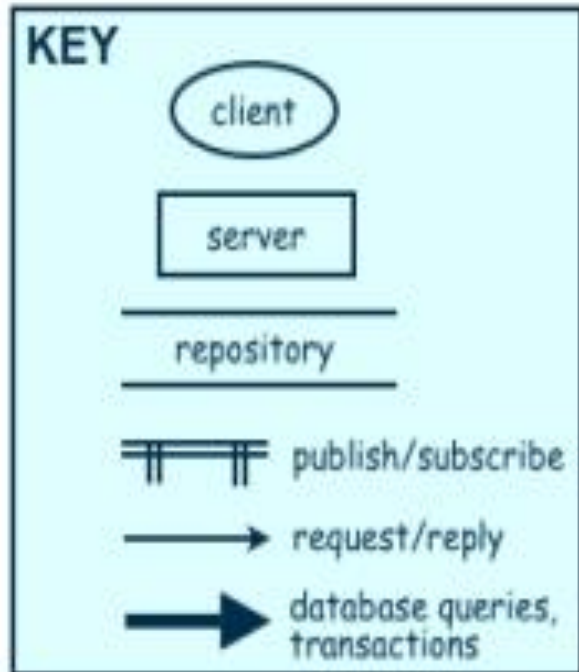 KEY
client
server
repository
publish/subscribe
request/reply
database queries,
transactions